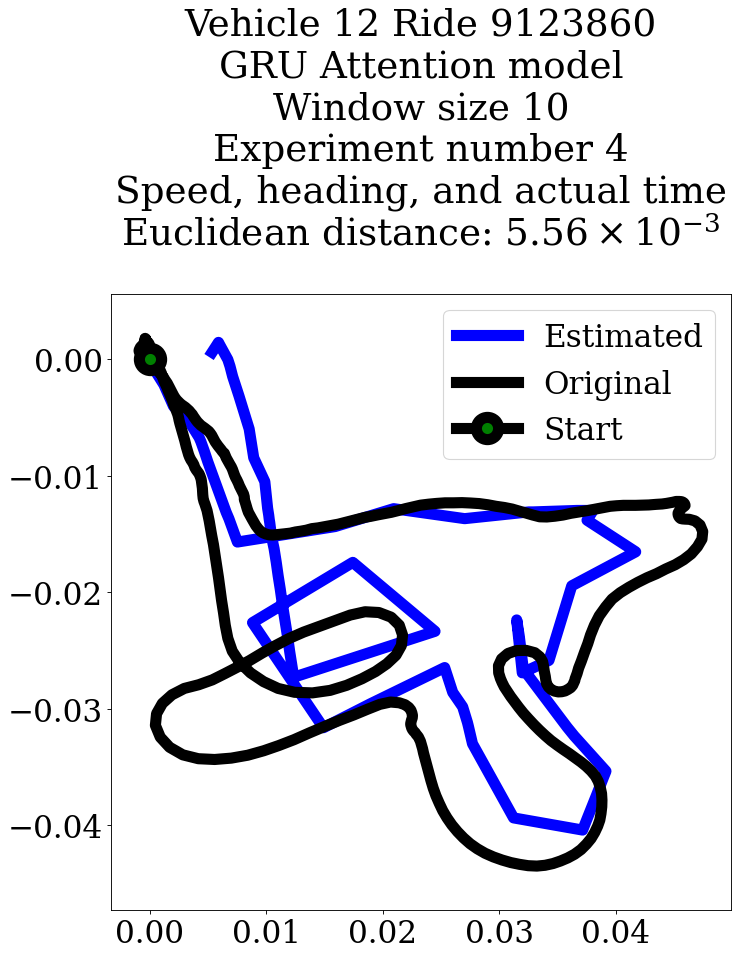 Vehicle 12 Ride 9123860
GRU Attention model
Window size 10
Experiment number 4
Speed, heading, and actual time
Euclidean distance: 5.56 × 10⁻³
Estimated
Original
Start
0.00
−0.01
−0.02
−0.03
−0.04
0.00 0.01 0.02 0.03 0.04